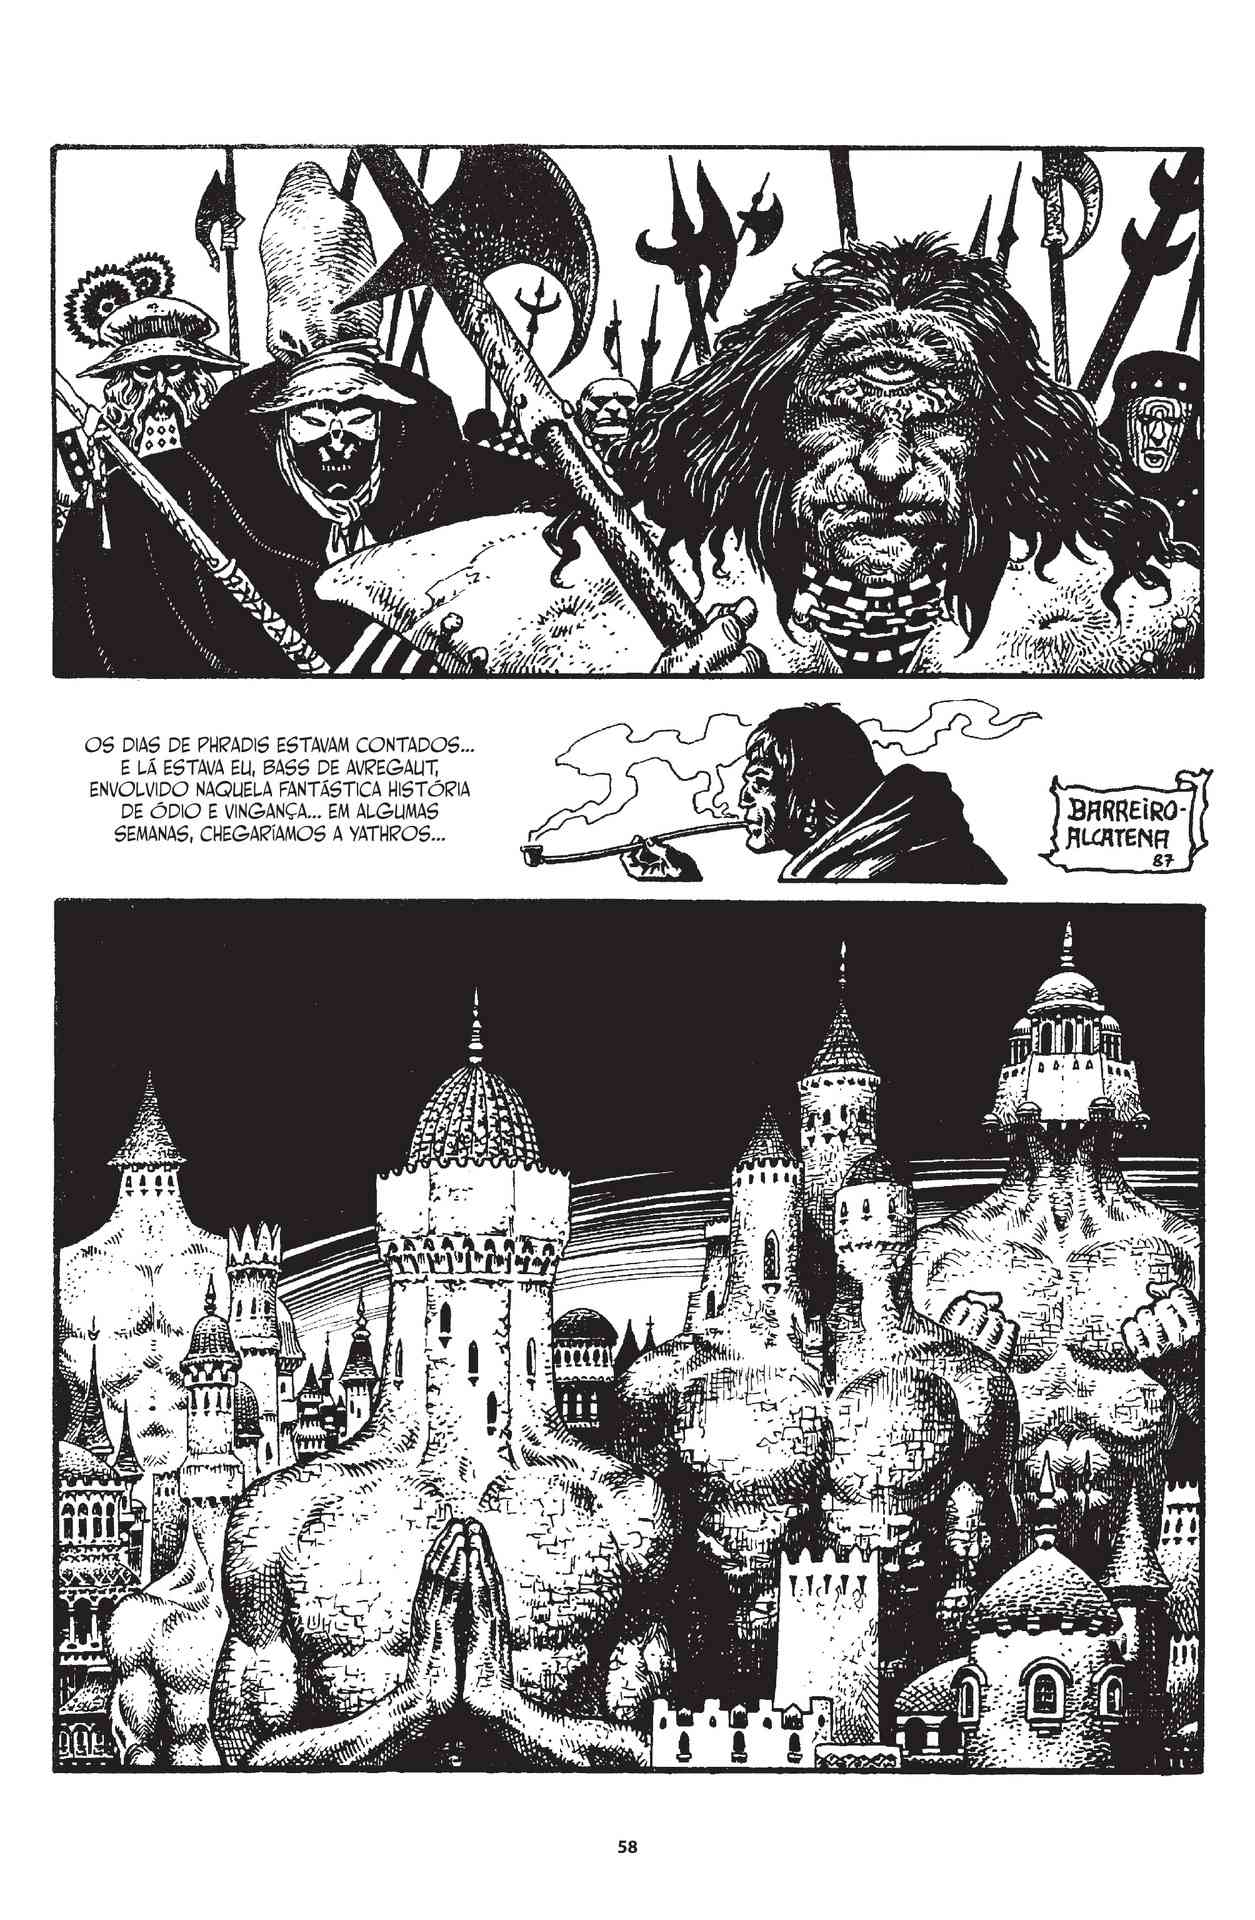 OS DIAS DE PHRADIS ESTAVAM CONTADOS...
E LÁ ESTAVA EU, BASS DE AVREGAUT,
ENVOLVIDO NAQUELA FANTÁSTICA HISTÓRIA
DE ÓDIO E VINGANÇA... EM ALGUMAS
SEMANAS, CHEGARÍAMOS A YATHROS...
BARREIRO-
ALCATENA
87
58